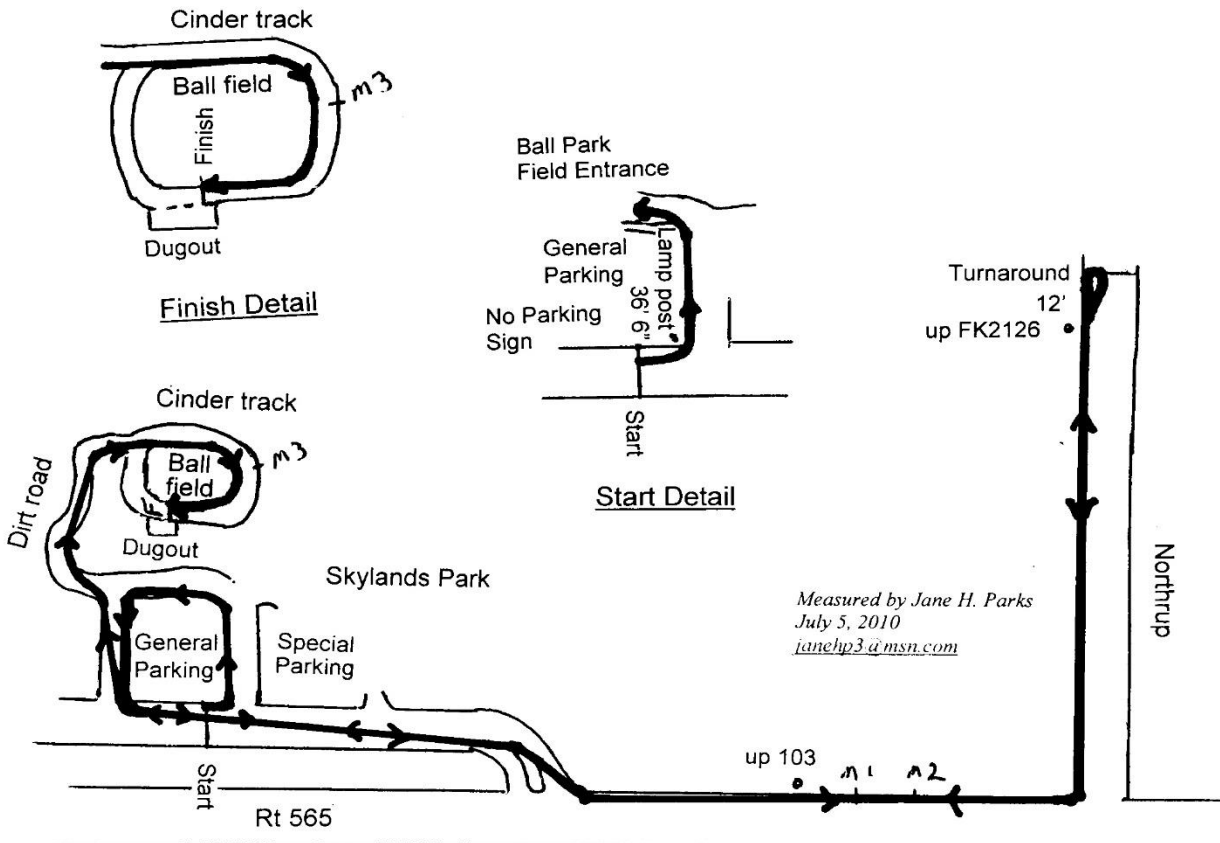 Cinder track
Ball field
m3
Finish
Dugout
Finish Detail
Ball Park
Field Entrance
General
Parking
Lamp post
36' 6"
No Parking
Sign
Start
Start Detail
Turnaround
12'
up FK2126
Cinder track
m3
Ball
field
F
Dirt road
Dugout
Skylands Park
General
Parking
Special
Parking
Measured by Jane H. Parks
July 5, 2010
janehp3@msn.com
Northrup
up 103
m1
m2
Start
Rt 565